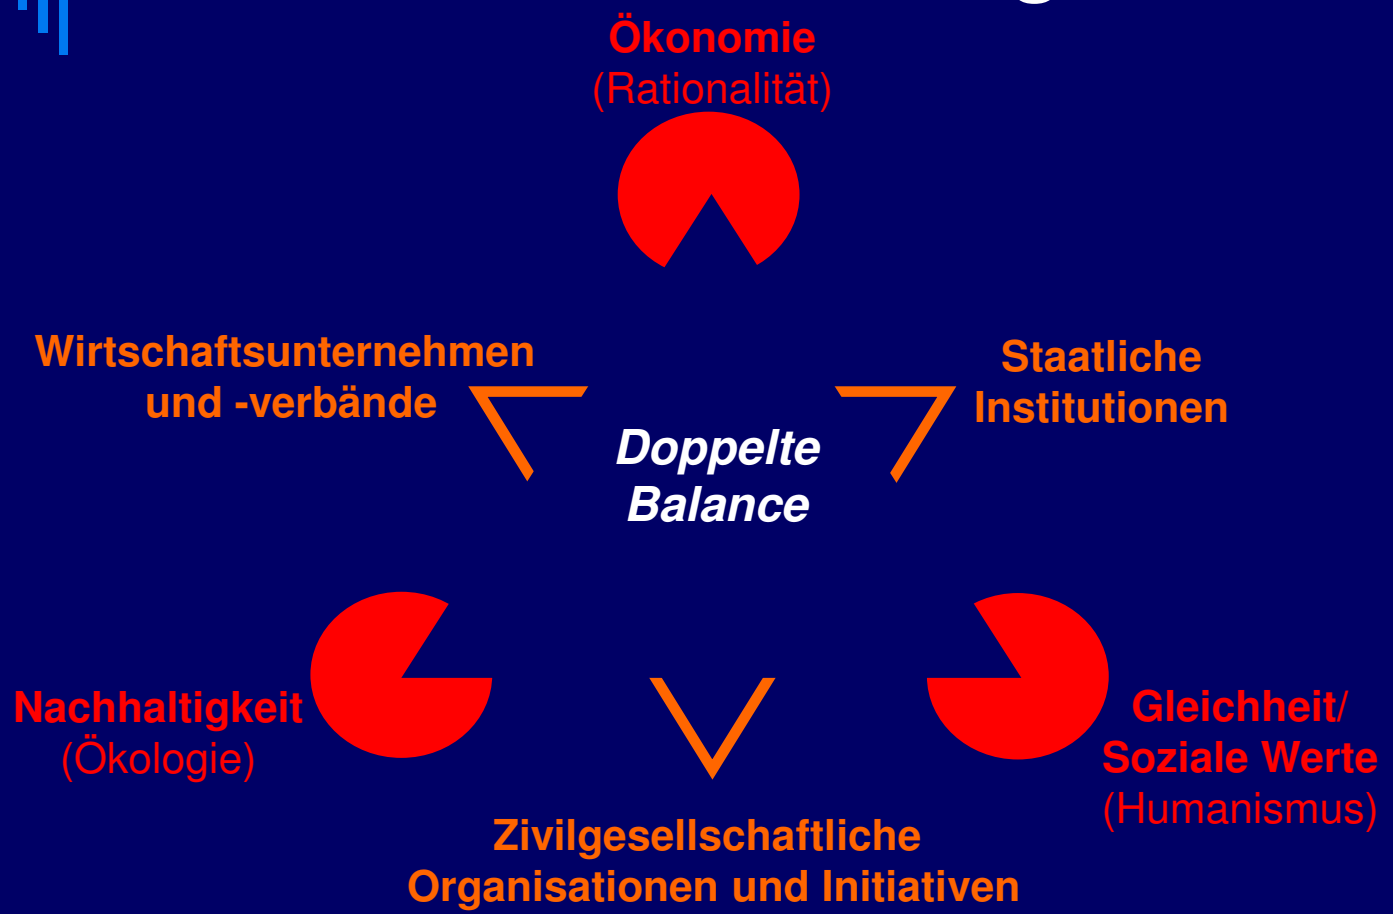 Ökonomie
(Rationalität)
Wirtschaftsunternehmen
und -verbände
Staatliche
Institutionen
Doppelte
Balance
Nachhaltigkeit
(Ökologie)
Gleichheit/
Soziale Werte
(Humanismus)
Zivilgesellschaftliche
Organisationen und Initiativen